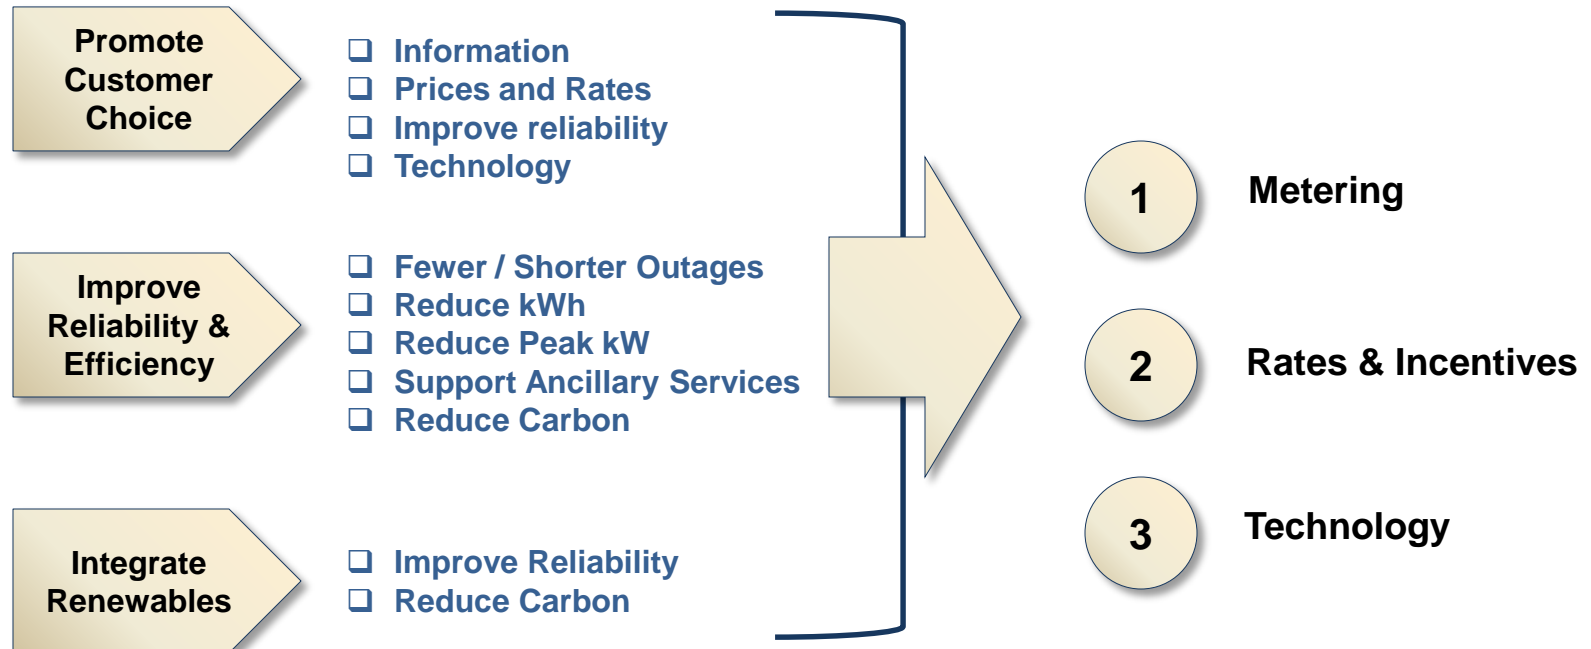 Promote
Customer
Choice
❑ Information
❑ Prices and Rates
❑ Improve reliability
❑ Technology
Improve
Reliability &
Efficiency
❑ Fewer / Shorter Outages
❑ Reduce kWh
❑ Reduce Peak kW
❑ Support Ancillary Services
❑ Reduce Carbon
Integrate
Renewables
❑ Improve Reliability
❑ Reduce Carbon
1 Metering
2 Rates & Incentives
3 Technology